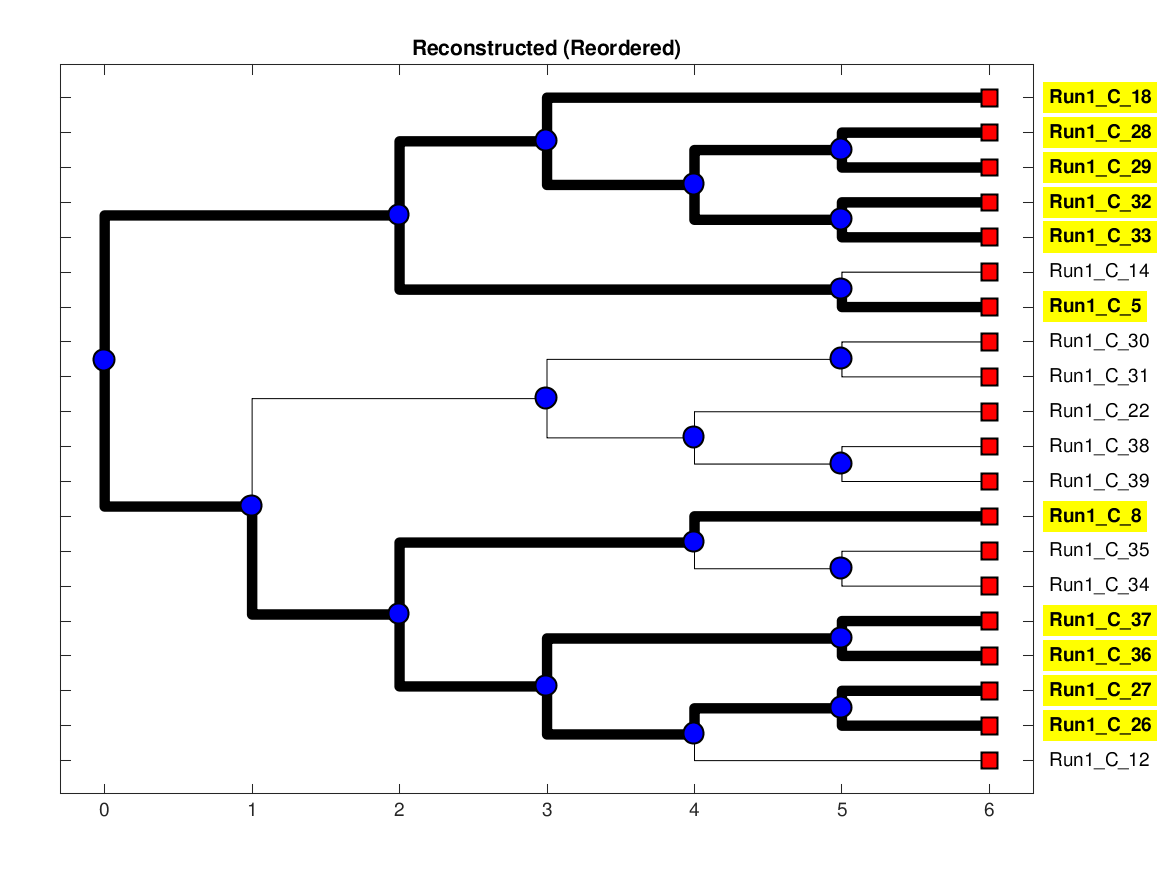 Reconstructed (Reordered)
Run1_C_18
Run1_C_28
Run1_C_29
Run1_C_32
Run1_C_33
Run1_C_14
Run1_C_5
Run1_C_30
Run1_C_31
Run1_C_22
Run1_C_38
Run1_C_39
Run1_C_8
Run1_C_35
Run1_C_34
Run1_C_37
Run1_C_36
Run1_C_27
Run1_C_26
Run1_C_12
0 1 2 3 4 5 6